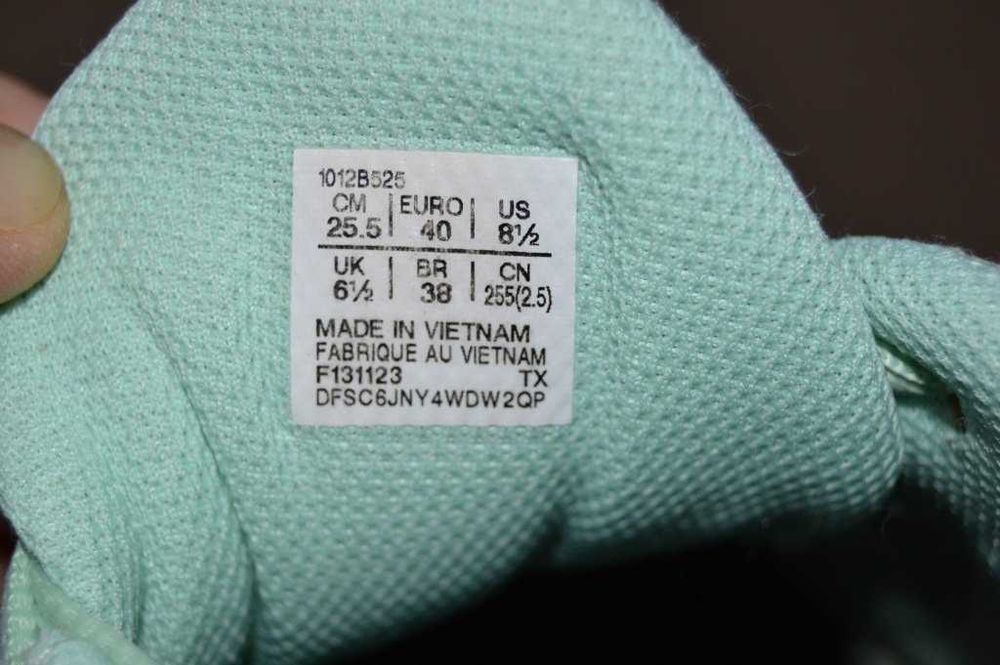 1012B525
CM | EURO | US
25.5 | 40 | 8½
UK | BR | CN
6½ | 38 | 255(2.5)
MADE IN VIETNAM
FABRIQUE AU VIETNAM
F131123 TX
DFSC6JNY4WDW2QP